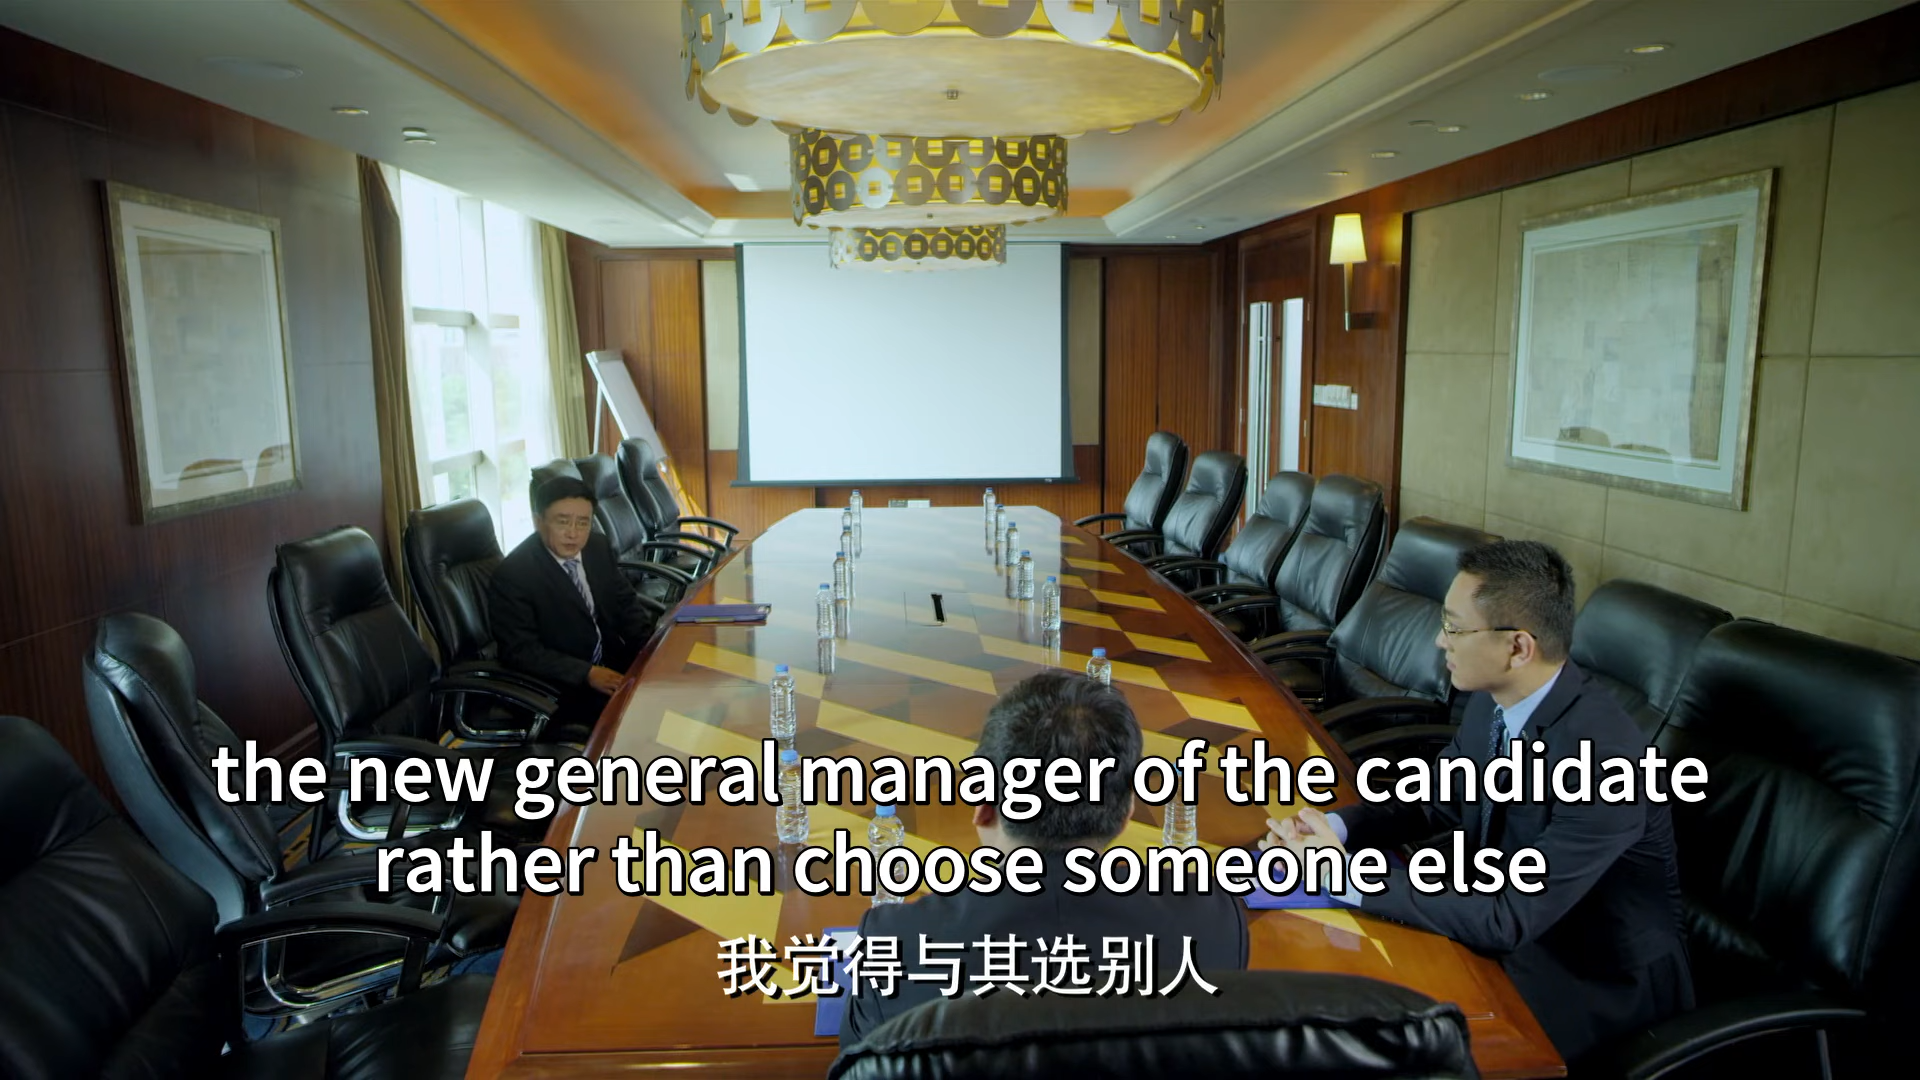 the new general manager of the candidate
rather than choose someone else
我觉得与其选别人